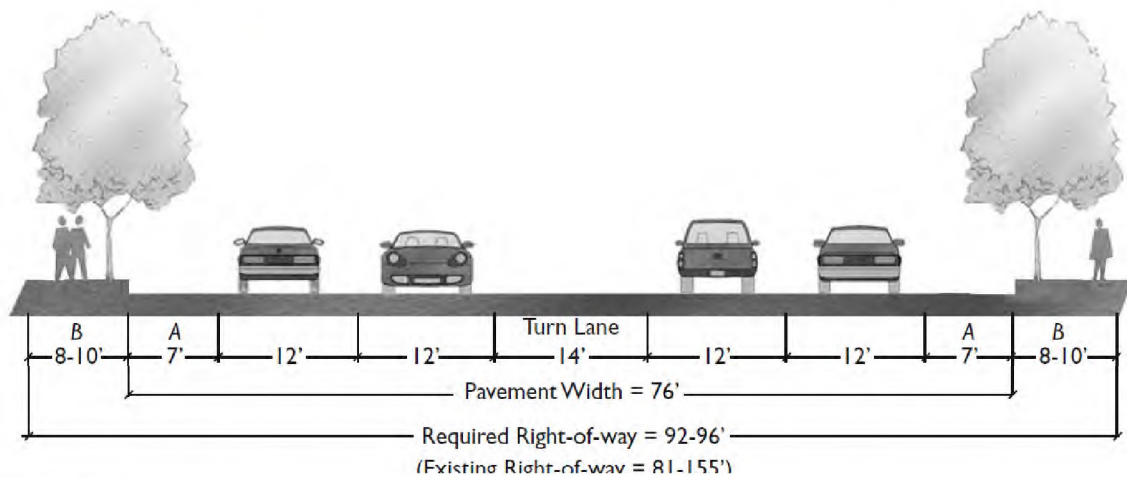 B A Turn Lane A B
8-10' 7' 12' 12' 14' 12' 12' 7' 8-10'
Pavement Width = 76'
Required Right-of-way = 92-96'
(Existing Right-of-way = 81-155')